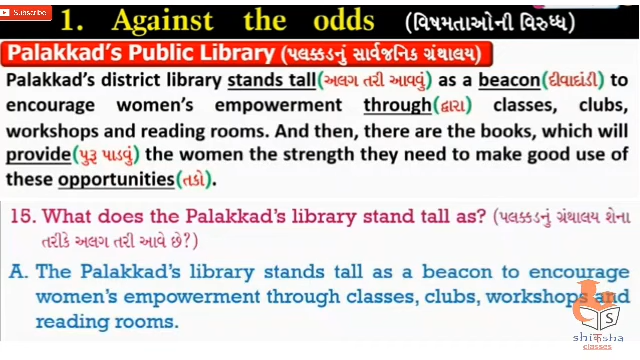 Subscribe
1. Against the odds (વિષમતાઓની વિરુધ્ધ)
Palakkad's Public Library (પલક્કડનું સાર્વજનિક ગ્રંથાલય)
Palakkad's district library stands tall(અલગ તરી આવવું) as a beacon(દીવાદાંડી) to
encourage women's empowerment through(દ્વારા) classes, clubs,
workshops and reading rooms. And then, there are the books, which will
provide(પુરૂ પાડવું) the women the strength they need to make good use of
these opportunities(તકો).
15. What does the Palakkad's library stand tall as? (પલક્કડનું ગ્રંથાલય શેના
તરીકે અલગ તરી આવે છે?)
A. The Palakkad's library stands tall as a beacon to encourage
women's empowerment through classes, clubs, workshops and
reading rooms.
S
shiksha
classes